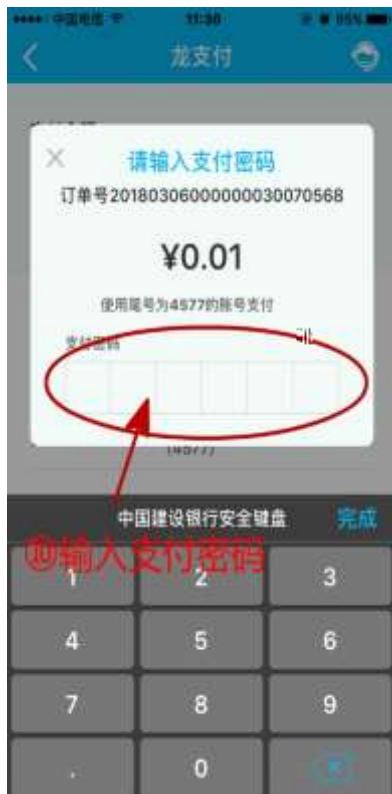 中国电信 11:30 95%
龙支付
请输入支付密码
订单号20180306000000030070568
¥0.01
使用尾号为4577的账号支付
支付密码
(4577)
中国建设银行安全键盘 完成
⑩输入支付密码
1 2 3
4 5 6
7 8 9
. 0